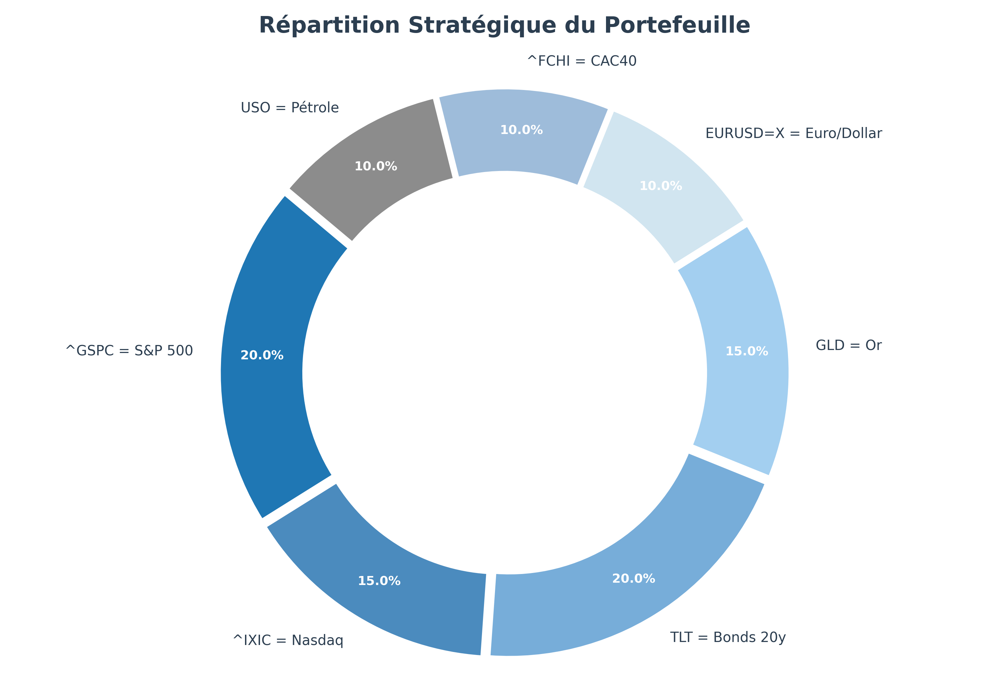 Répartition Stratégique du Portefeuille
^FCHI = CAC40
USO = Pétrole
EURUSD=X = Euro/Dollar
10.0%
10.0%
10.0%
^GSPC = S&P 500
20.0%
GLD = Or
15.0%
^IXIC = Nasdaq
15.0%
TLT = Bonds 20y
20.0%